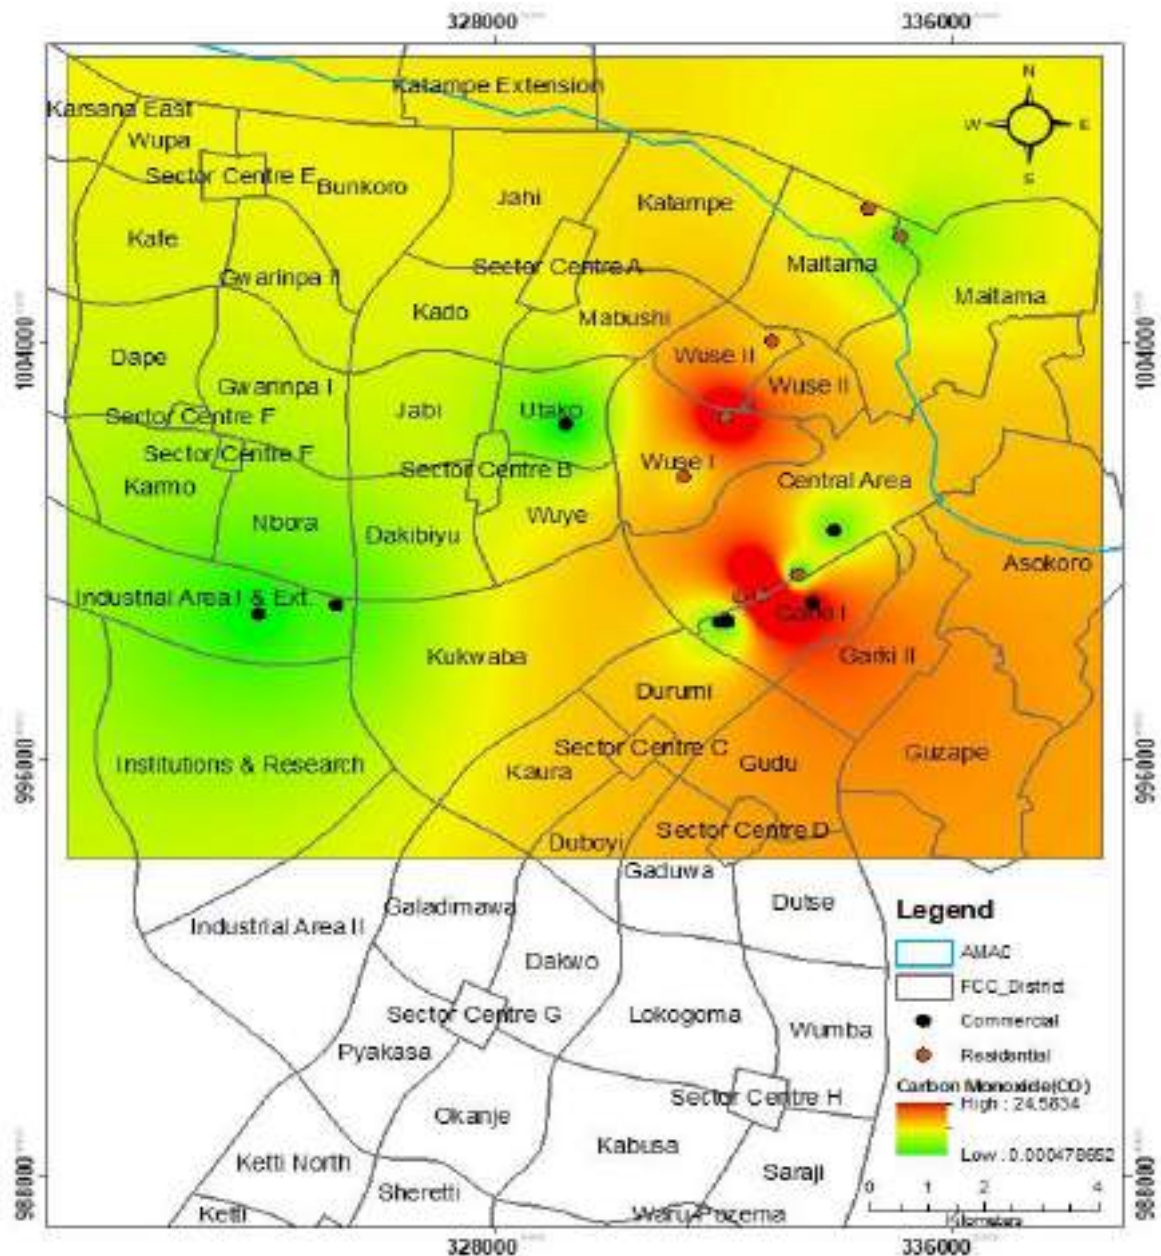 328000 336000
Katampe Extension
N
Karsana East
W E
Wupa
S
Sector Centre E
Bunkoro
Jahi
Katampe
Kafe
Maitama
Sector Centre A
Gwarinpa II
Maitama
Kado
Mabushi
1004000 1004000
Dape
Wuse II
Gwarinpa I
Wuse II
Jabi
Utako
Sector Centre F
Sector Centre F
Wuse I
Sector Centre B
Central Area
Karmo
Wuye
Nbora
Dakibiyu
Asokoro
Industrial Area I & Ext.
Garki I
Kukwaba
Garki II
Durumi
Sector Centre C
Guzape
996000 996000
Institutions & Research
Kaura
Gudu
Sector Centre D
Duboyi
Gaduwa
Dutse
Galadimawa
Legend
Industrial Area II
AMAC
Dakwo
FCC_District
Sector Centre G
Lokogoma
Commercial
Wumba
Pyakasa
Residential
Carbon Monoxide(CO)
Sector Centre H
High : 24.5634
Okanje
Kabusa
Low : 0.000478652
Ketti North
Saraji
988000 988000
Sheretti
0 1 2 4
Ketti
Waru-Pozema
Kilometers
328000 336000